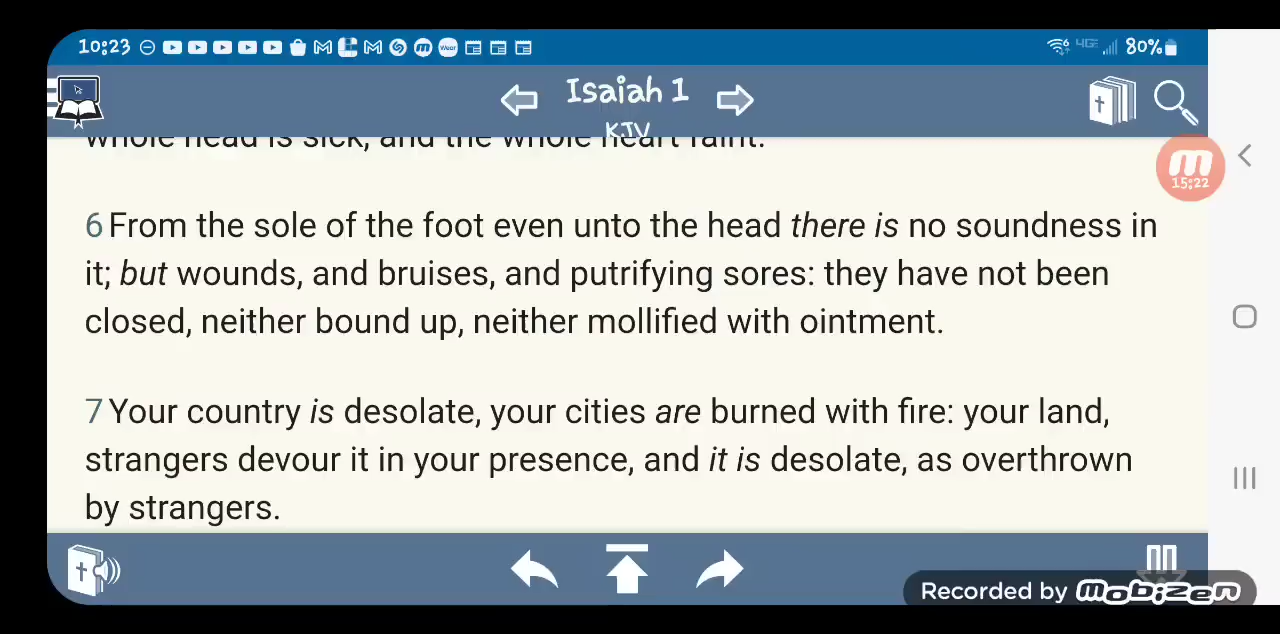 10:23 Wear 4GE 80%
Isaiah 1
KJV
whole head is sick, and the whole heart faint.
15:22
6 From the sole of the foot even unto the head there is no soundness in
it; but wounds, and bruises, and putrifying sores: they have not been
closed, neither bound up, neither mollified with ointment.
7 Your country is desolate, your cities are burned with fire: your land,
strangers devour it in your presence, and it is desolate, as overthrown
by strangers.
Recorded by mobizen